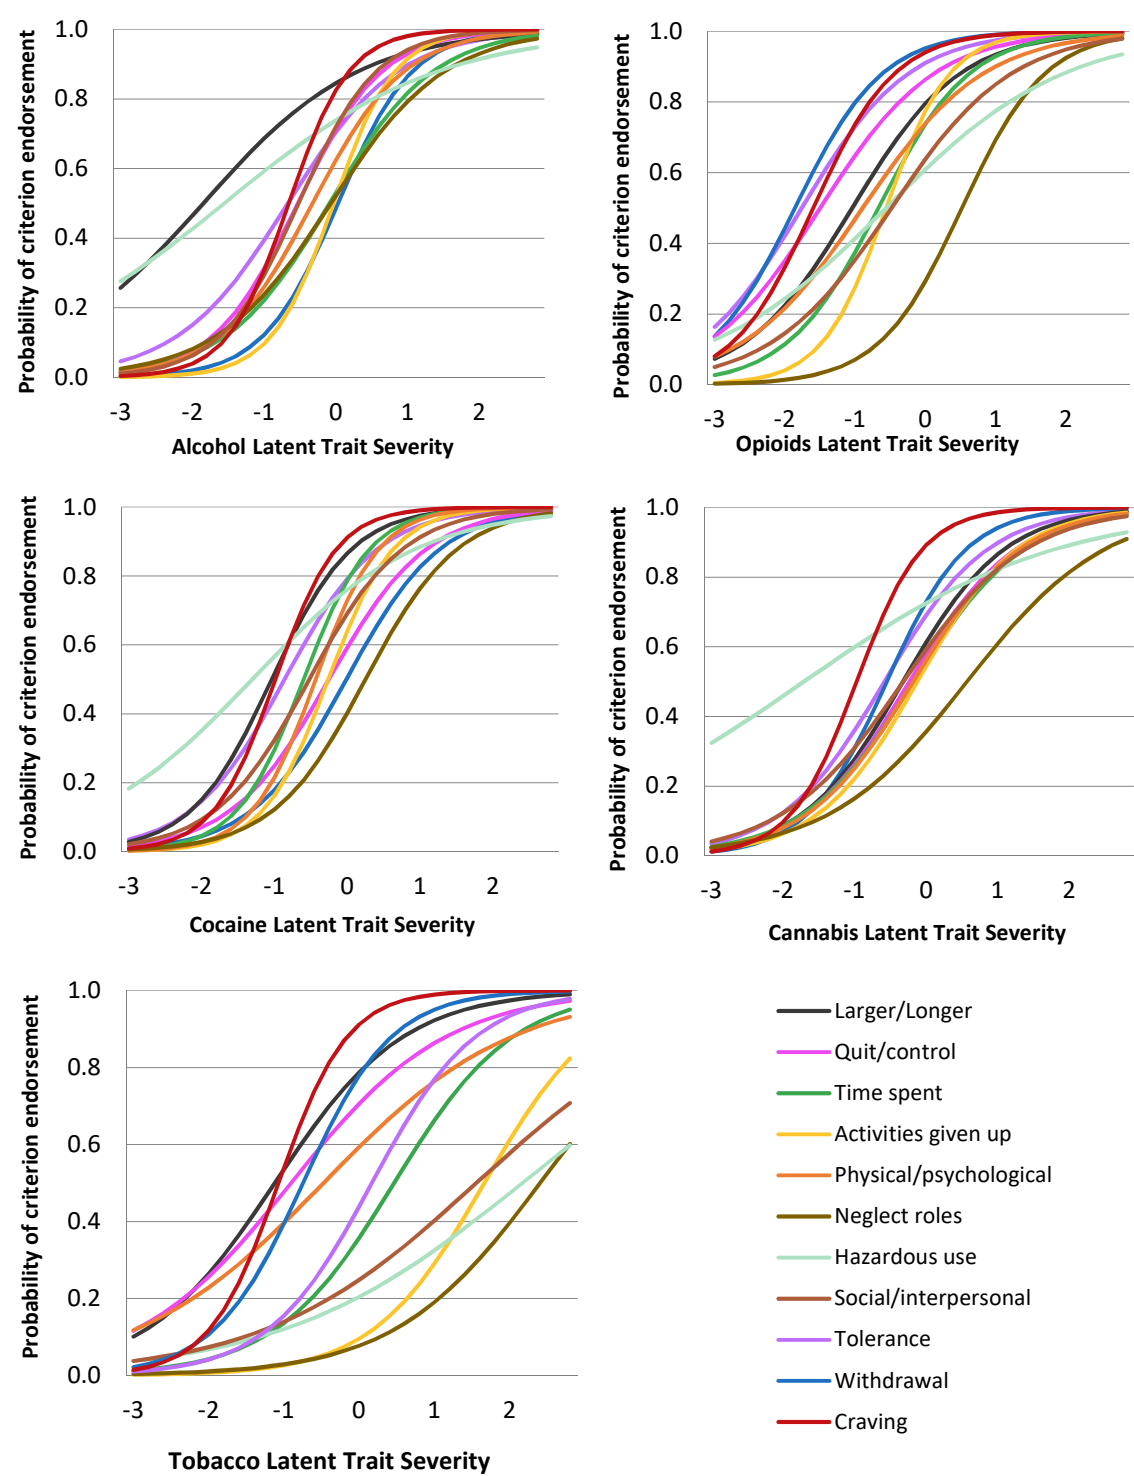 Probability of criterion endorsement
1.0
0.8
0.6
0.4
0.2
0.0
-3 -2 -1 0 1 2
Alcohol Latent Trait Severity
Probability of criterion endorsement
1.0
0.8
0.6
0.4
0.2
0.0
-3 -2 -1 0 1 2
Opioids Latent Trait Severity
Probability of criterion endorsement
1.0
0.8
0.6
0.4
0.2
0.0
-3 -2 -1 0 1 2
Cocaine Latent Trait Severity
Probability of criterion endorsement
1.0
0.8
0.6
0.4
0.2
0.0
-3 -2 -1 0 1 2
Cannabis Latent Trait Severity
Probability of criterion endorsement
1.0
0.8
0.6
0.4
0.2
0.0
-3 -2 -1 0 1 2
Tobacco Latent Trait Severity
Larger/Longer
Quit/control
Time spent
Activities given up
Physical/psychological
Neglect roles
Hazardous use
Social/interpersonal
Tolerance
Withdrawal
Craving